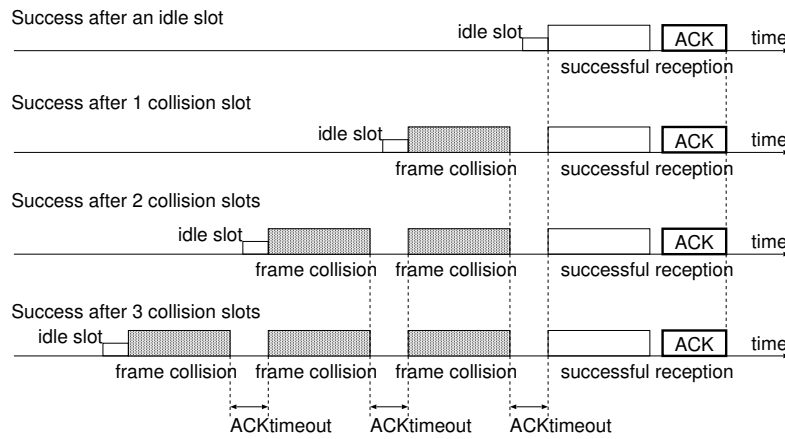 Success after an idle slot
idle slot
ACK
time
successful reception
Success after 1 collision slot
idle slot
ACK
time
frame collision
successful reception
Success after 2 collision slots
idle slot
ACK
time
frame collision
frame collision
successful reception
Success after 3 collision slots
idle slot
ACK
time
frame collision
frame collision
frame collision
successful reception
ACKtimeout
ACKtimeout
ACKtimeout